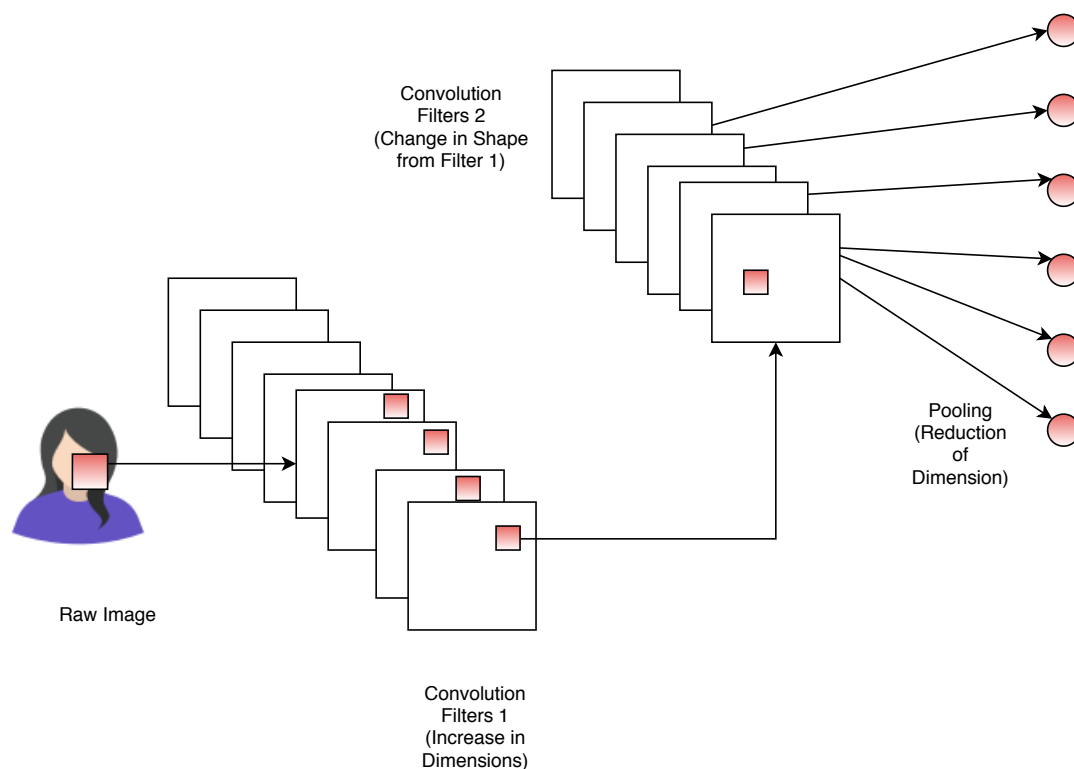 Convolution
Filters 2
(Change in Shape
from Filter 1)
Pooling
(Reduction
of
Dimension)
Raw Image
Convolution
Filters 1
(Increase in
Dimensions)